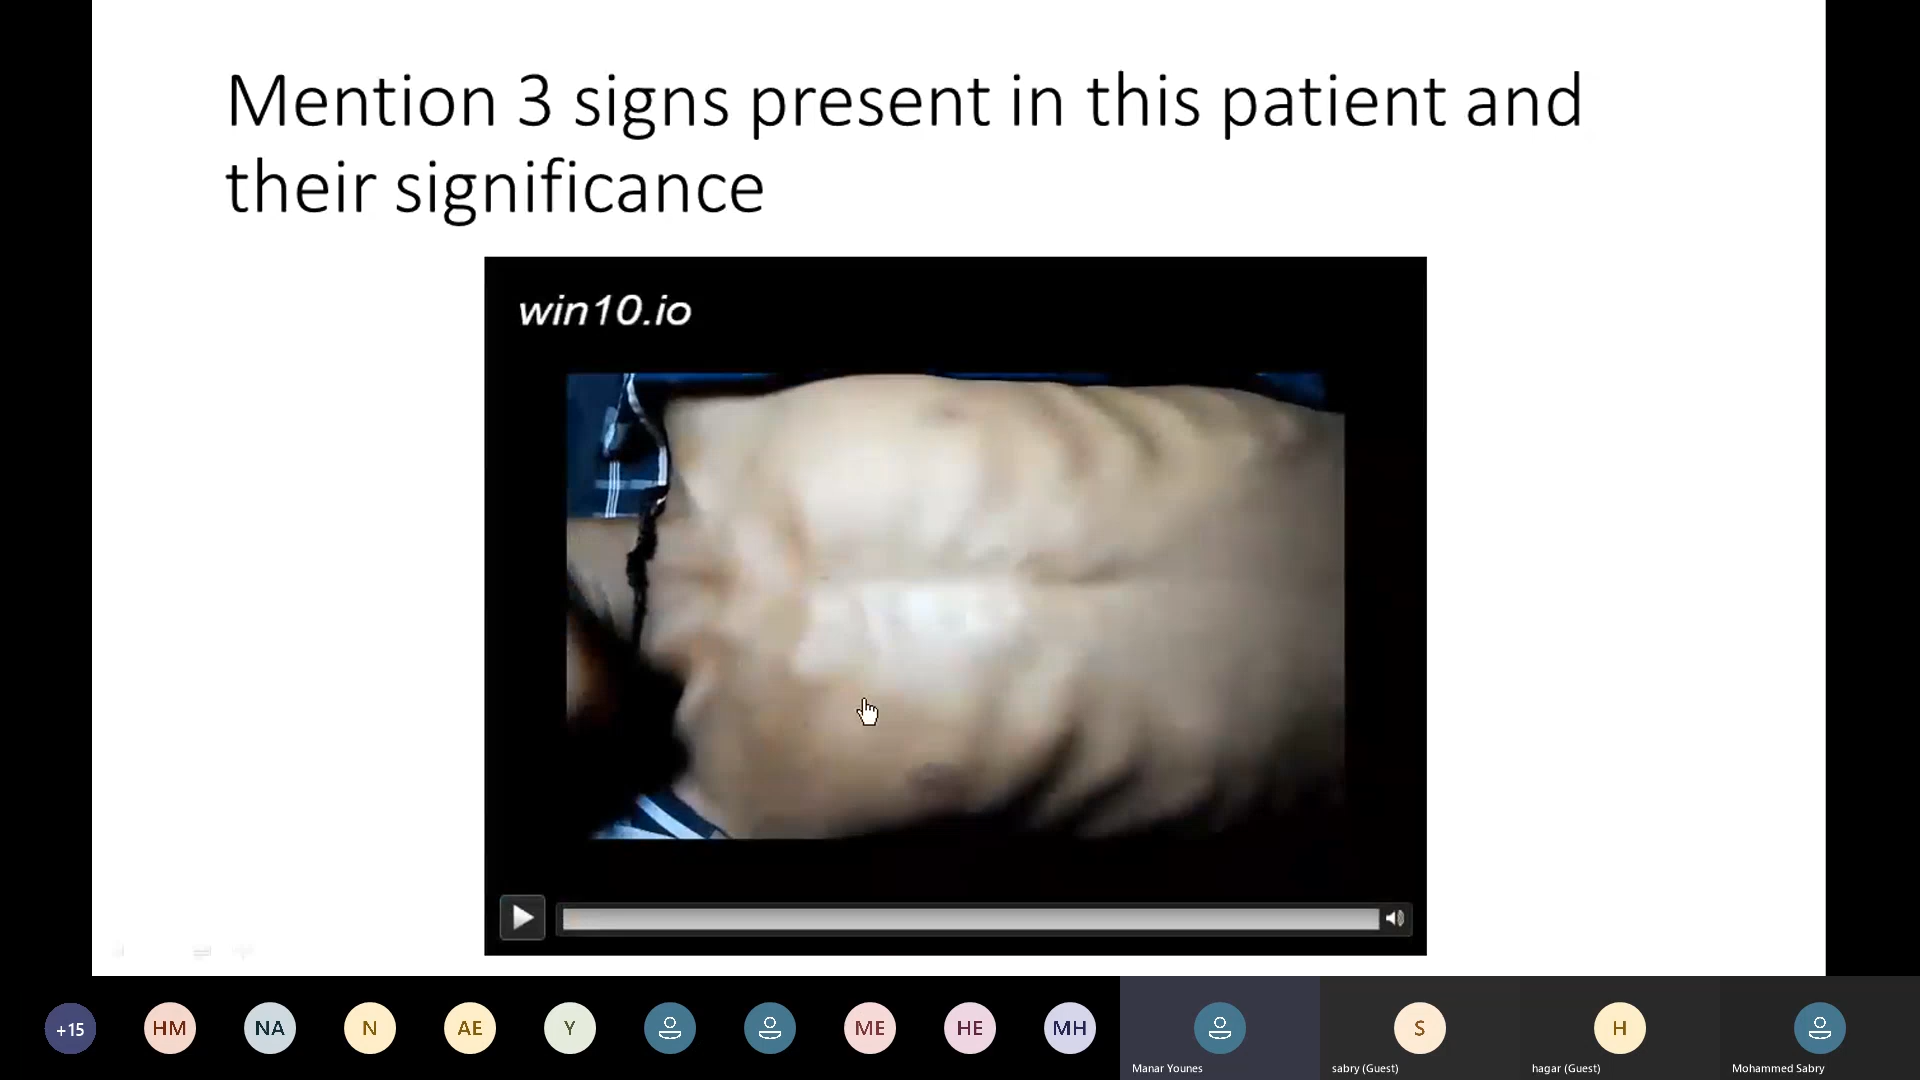 Mention 3 signs present in this patient and
their significance
win10.io
+15
HM
NA
N
AE
Y
ME
HE
MH
S
H
Manar Younes
sabry (Guest)
hagar (Guest)
Mohammed Sabry